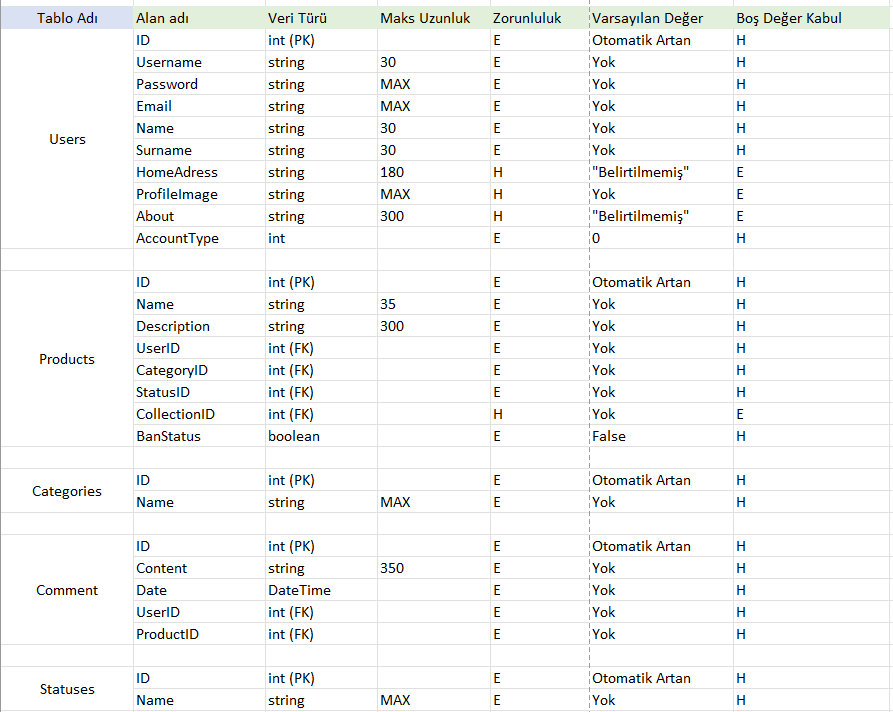 Tablo Adı Alan adı Veri Türü Maks Uzunluk Zorunluluk Varsayılan Değer Boş Değer Kabul
ID int (PK) E Otomatik Artan H
Username string 30 E Yok H
Password string MAX E Yok H
Email string MAX E Yok H
Name string 30 E Yok H
Users
Surname string 30 E Yok H
HomeAdress string 180 H "Belirtilmemiş" E
ProfileImage string MAX H Yok E
About string 300 H "Belirtilmemiş" E
AccountType int E 0 H
ID int (PK) E Otomatik Artan H
Name string 35 E Yok H
Description string 300 E Yok H
UserID int (FK) E Yok H
Products
CategoryID int (FK) E Yok H
StatusID int (FK) E Yok H
CollectionID int (FK) H Yok E
BanStatus boolean E False H
ID int (PK) E Otomatik Artan H
Categories
Name string MAX E Yok H
ID int (PK) E Otomatik Artan H
Content string 350 E Yok H
Comment Date DateTime E Yok H
UserID int (FK) E Yok H
ProductID int (FK) E Yok H
ID int (PK) E Otomatik Artan H
Statuses
Name string MAX E Yok H